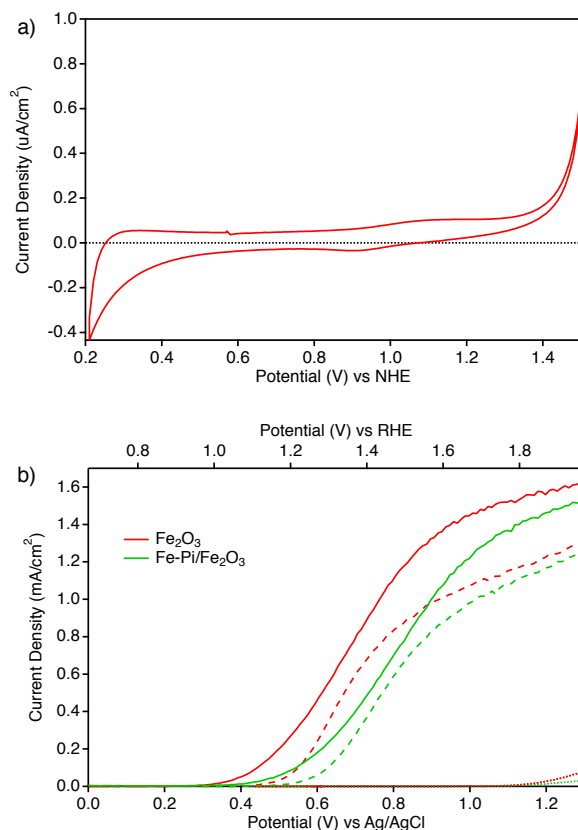 a)
1.0
0.8
0.6
0.4
0.2
0.0
-0.2
-0.4
Current Density (uA/cm²)
0.2 0.4 0.6 0.8 1.0 1.2 1.4
Potential (V) vs NHE
b)
Potential (V) vs RHE
0.8 1.0 1.2 1.4 1.6 1.8
1.6
1.4
1.2
1.0
0.8
0.6
0.4
0.2
0.0
Current Density (mA/cm²)
Fe₂O₃
Fe-Pi/Fe₂O₃
0.0 0.2 0.4 0.6 0.8 1.0 1.2
Potential (V) vs Ag/AgCl